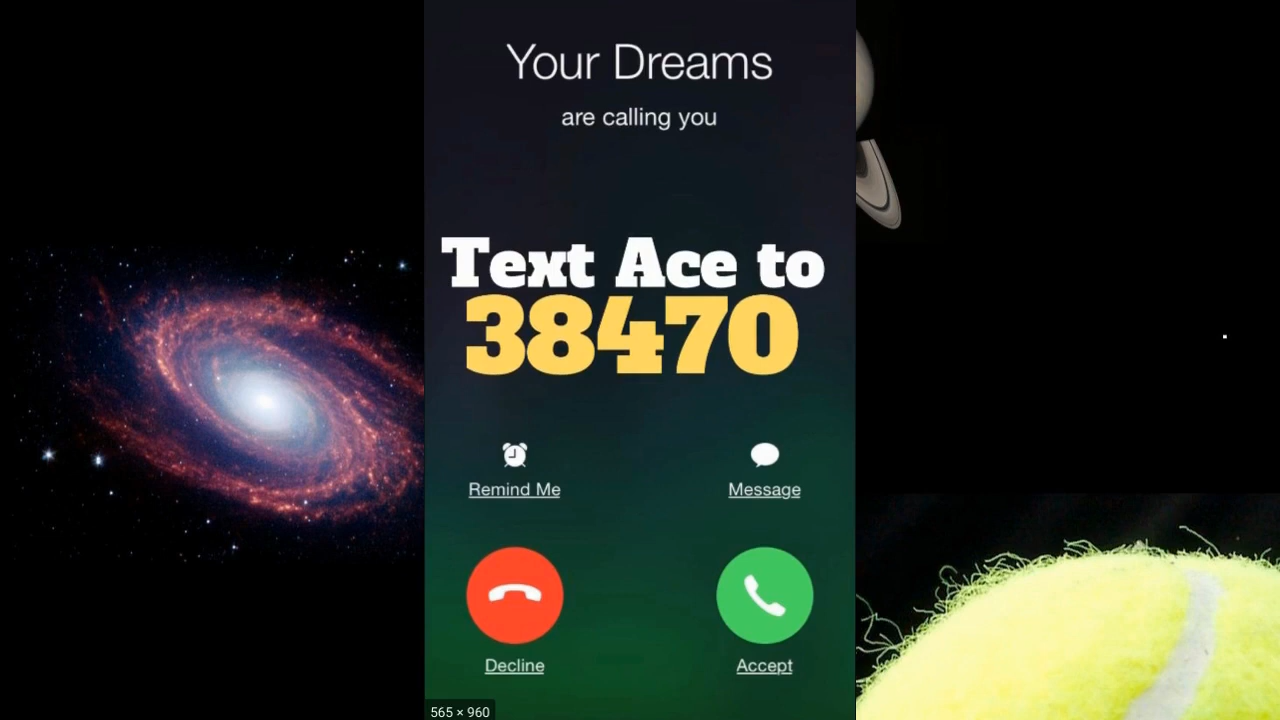 Your Dreams
are calling you
Text Ace to
38470
Remind Me
Message
Decline
Accept
565 × 960